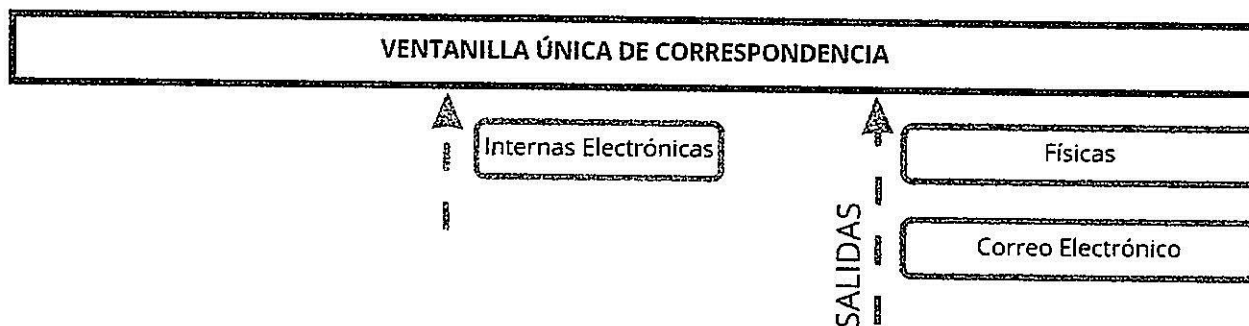 VENTANILLA ÚNICA DE CORRESPONDENCIA
Internas Electrónicas
Físicas
Correo Electrónico
SALIDAS